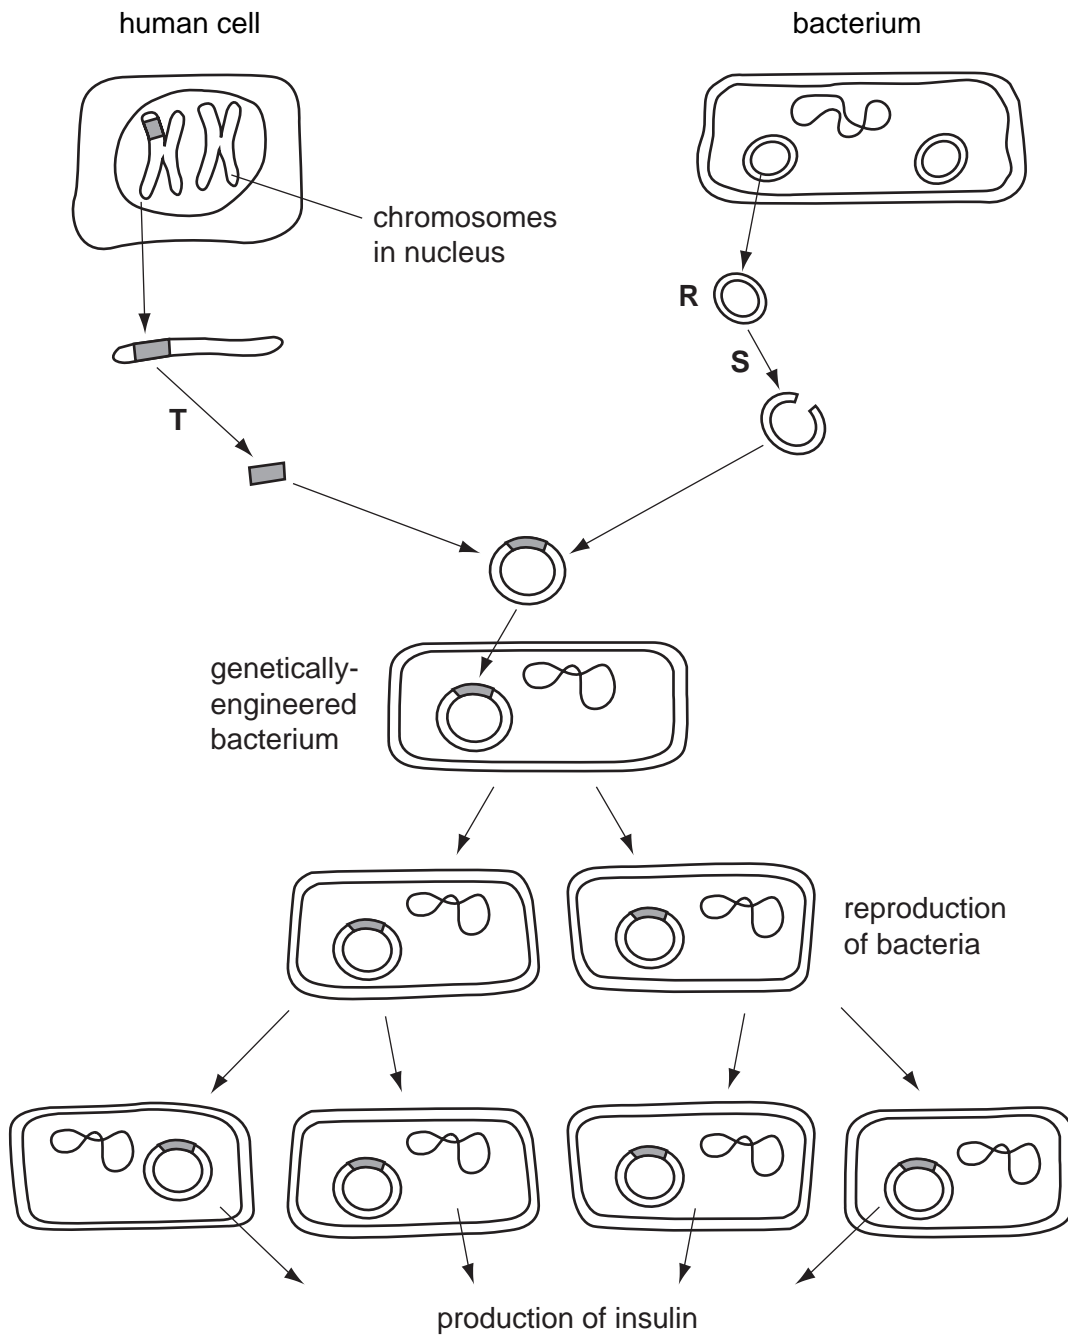 human cell
bacterium
chromosomes
in nucleus
R
S
T
genetically-
engineered
bacterium
reproduction
of bacteria
production of insulin